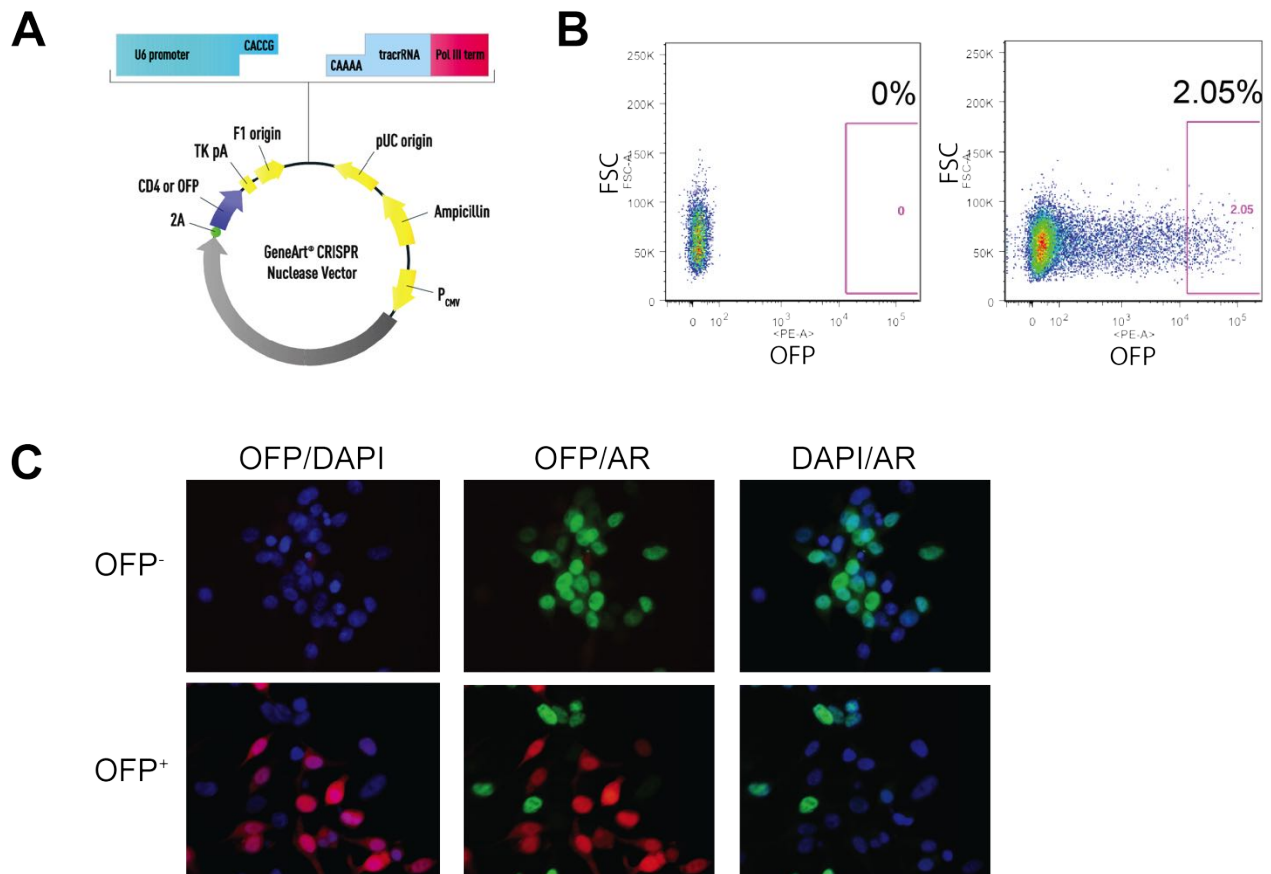 A
U6 promoter
CACCG
CAAAA
tracrRNA
Pol III term
F1 origin
TK pA
CD4 or OFP
2A
pUC origin
Ampicillin
P CMV
GeneArt® CRISPR
Nuclease Vector
B
0%
250K
200K
150K
100K
50K
0
FSC
FSC-A
0
0 10² 10³ 10⁴ 10⁵
<PE-A>
OFP
2.05%
250K
200K
150K
100K
50K
0
FSC
FSC-A
2.05
0 10² 10³ 10⁴ 10⁵
<PE-A>
OFP
C
OFP/DAPI OFP/AR DAPI/AR
OFP⁻
OFP⁺